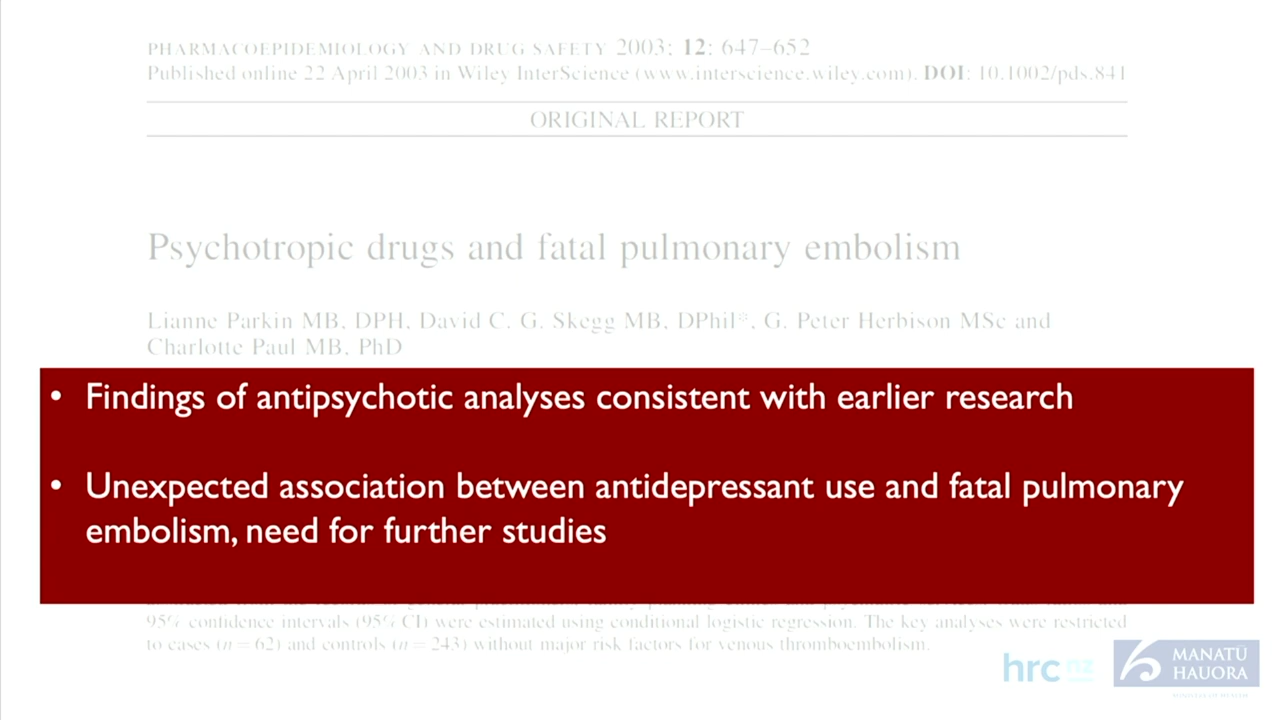 PHARMACOEPIDEMIOLOGY AND DRUG SAFETY 2003; 12: 647–652
Published online 22 April 2003 in Wiley InterScience (www.interscience.wiley.com). DOI: 10.1002/pds.841
ORIGINAL REPORT
Psychotropic drugs and fatal pulmonary embolism
Lianne Parkin MB, DPH, David C. G. Skegg MB, DPhil*, G. Peter Herbison MSc and
Charlotte Paul MB, PhD
• Findings of antipsychotic analyses consistent with earlier research
• Unexpected association between antidepressant use and fatal pulmonary
embolism, need for further studies
95% confidence intervals (95% CI) were estimated using conditional logistic regression. The key analyses were restricted
to cases (n = 62) and controls (n = 243) without major risk factors for venous thromboembolism.
hrc nz
MANATU
HAUORA